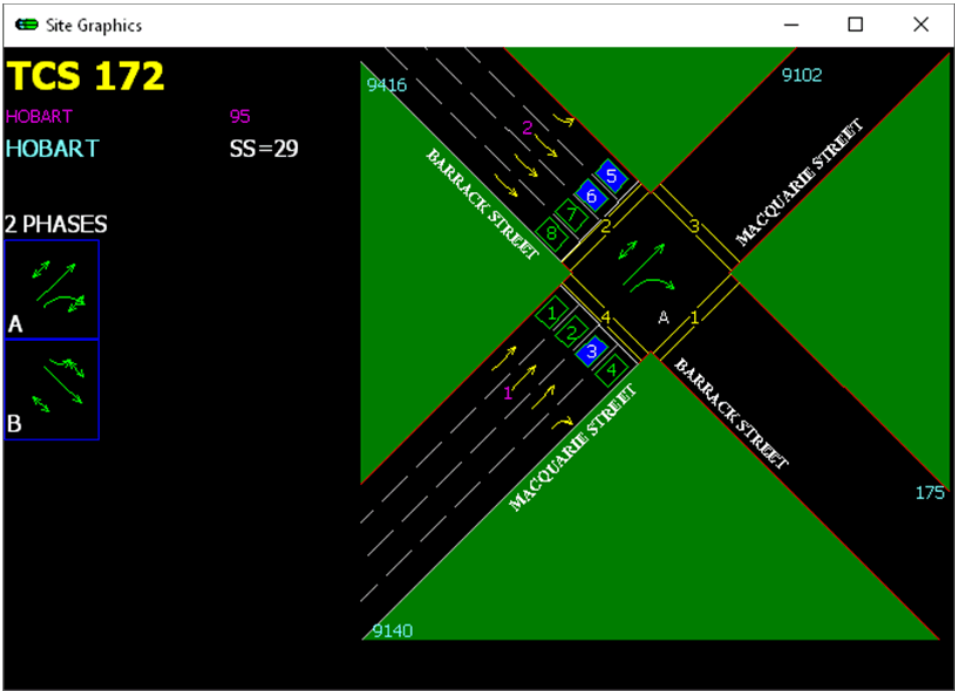 Site Graphics
TCS 172
HOBART 95
HOBART SS=29
2 PHASES
A
B
9416
9102
2
BARRACK STREET
MACQUARIE STREET
5
6
7
8
2
3
1
2
3
4
4
A
1
1
MACQUARIE STREET
BARRACK STREET
175
9140